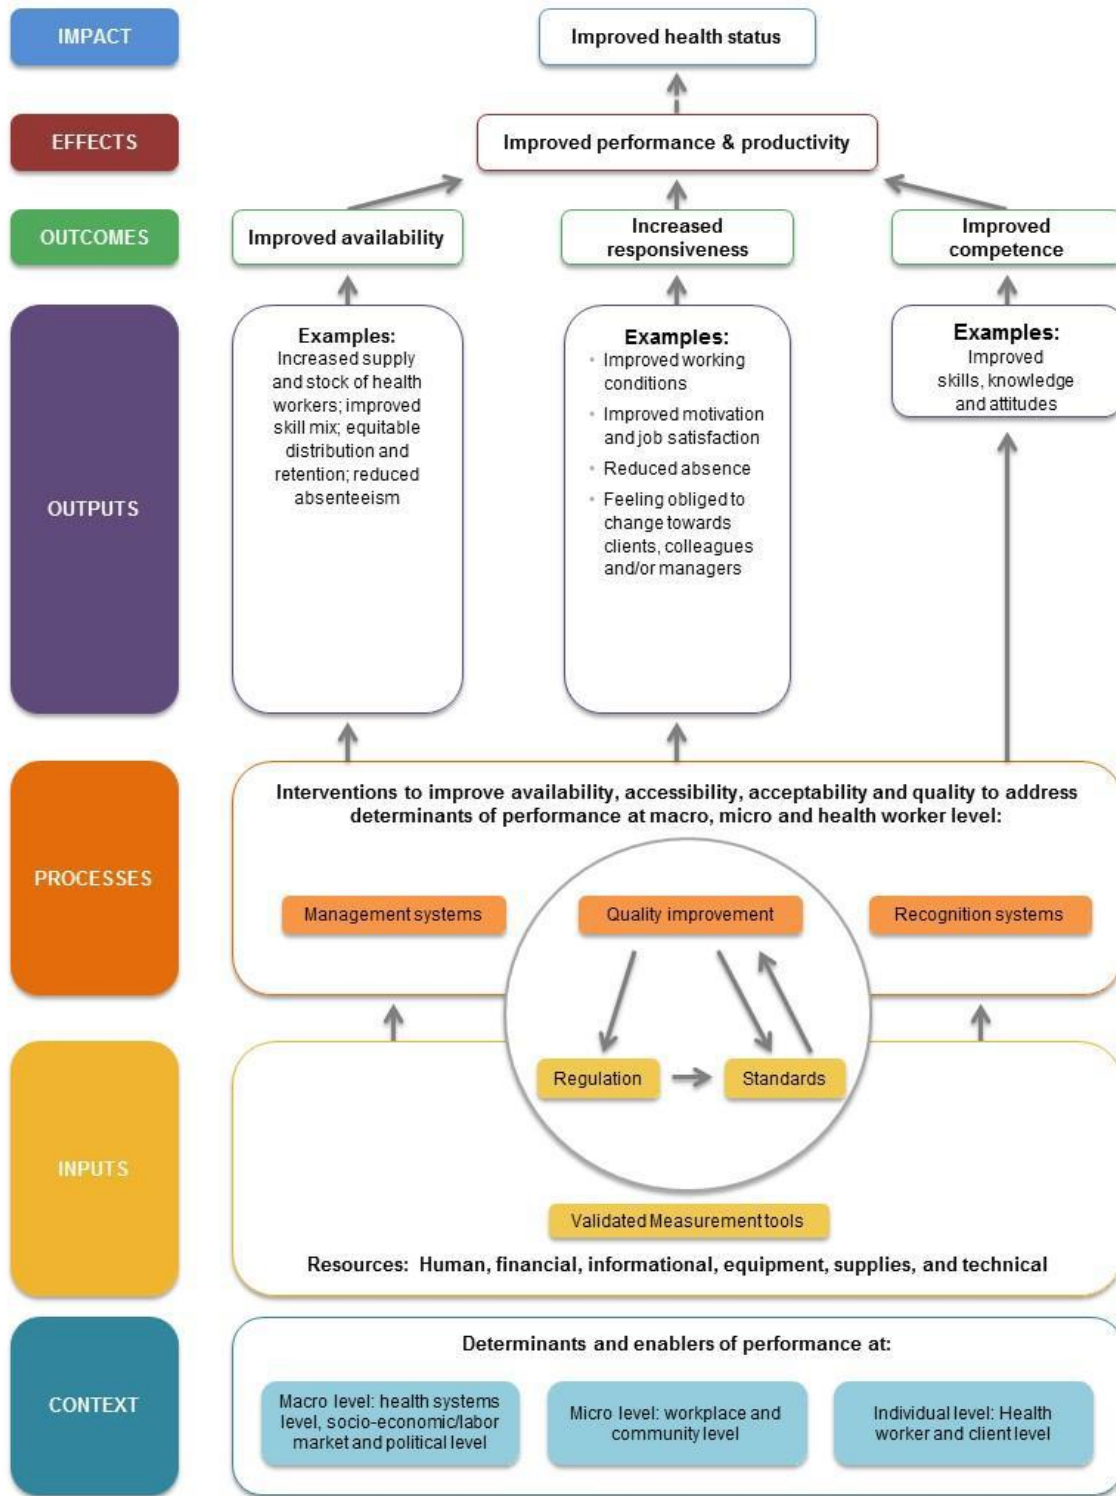 IMPACT
Improved health status
EFFECTS
Improved performance & productivity
OUTCOMES
Improved availability
Increased
responsiveness
Improved
competence
OUTPUTS
Examples:
Increased supply
and stock of health
workers; improved
skill mix; equitable
distribution and
retention; reduced
absenteeism
Examples:
• Improved working
conditions
• Improved motivation
and job satisfaction
• Reduced absence
• Feeling obliged to
change towards
clients, colleagues
and/or managers
Examples:
Improved
skills, knowledge
and attitudes
PROCESSES
Interventions to improve availability, accessibility, acceptability and quality to address
determinants of performance at macro, micro and health worker level:
Management systems
Quality improvement
Recognition systems
INPUTS
Regulation
Standards
Validated Measurement tools
Resources: Human, financial, informational, equipment, supplies, and technical
CONTEXT
Determinants and enablers of performance at:
Macro level: health systems
level, socio-economic/labor
market and political level
Micro level: workplace and
community level
Individual level: Health
worker and client level